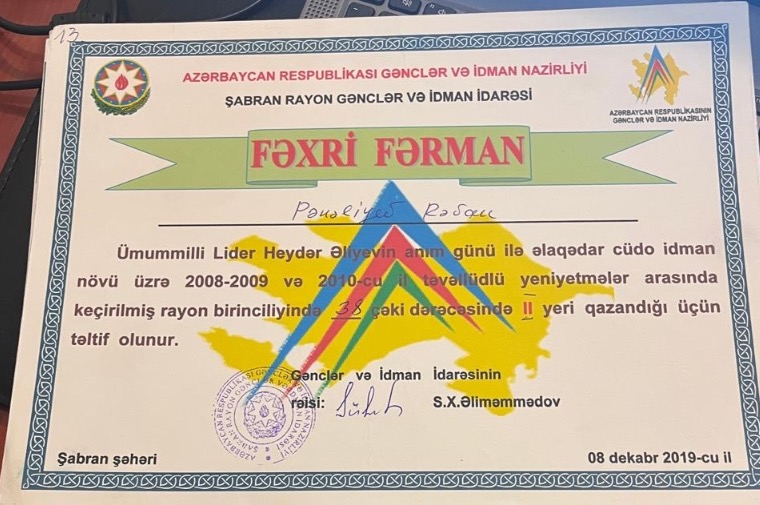 13
AZƏRBAYCAN RESPUBLİKASI GƏNCLƏR VƏ İDMAN NAZİRLİYİ
ŞABRAN RAYON GƏNCLƏR VƏ İDMAN İDARƏSİ
AZƏRBAYCAN RESPUBLİKASININ
GƏNCLƏR VƏ İDMAN NAZİRLİYİ
FƏXRİ FƏRMAN
Pənəliyev
Ümummilli Lider Heydər Əliyevin anım günü ilə əlaqədar cüdo idman
növü üzrə 2008-2009 və 2010-cu il təvəllüdlü yeniyetmələr arasında
keçirilmiş rayon birinciliyində 38 çəki dərəcəsində II yeri qazandığı üçün
təltif olunur.
Gənclər və İdman İdarəsinin
rəisi: S.X.Əliməmmədov
Şabran şəhəri
08 dekabr 2019-cu il